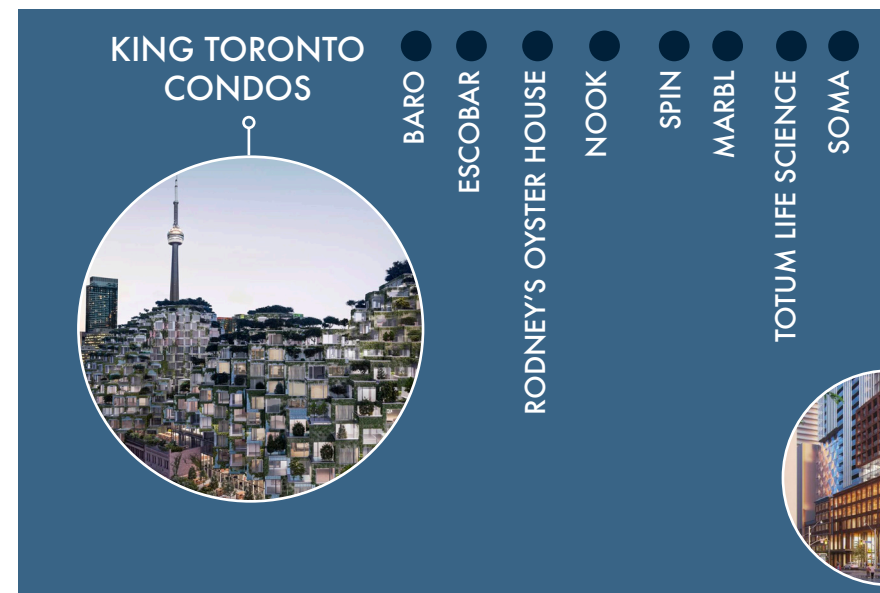 KING TORONTO
CONDOS
BARO
ESCOBAR
RODNEY'S OYSTER HOUSE
NOOK
SPIN
MARBL
TOTUM LIFE SCIENCE
SOMA